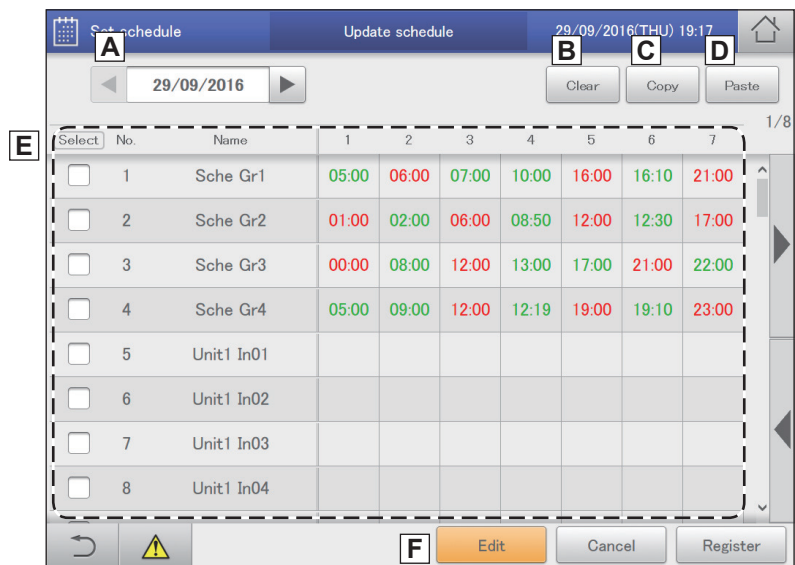 Set schedule Update schedule 29/09/2016(THU) 19:17
A B C D
29/09/2016 Clear Copy Paste
1/8
E
Select No. Name 1 2 3 4 5 6 7
1 Sche Gr1 05:00 06:00 07:00 10:00 16:00 16:10 21:00
2 Sche Gr2 01:00 02:00 06:00 08:50 12:00 12:30 17:00
3 Sche Gr3 00:00 08:00 12:00 13:00 17:00 21:00 22:00
4 Sche Gr4 05:00 09:00 12:00 12:19 19:00 19:10 23:00
5 Unit1 In01
6 Unit1 In02
7 Unit1 In03
8 Unit1 In04
F Edit Cancel Register